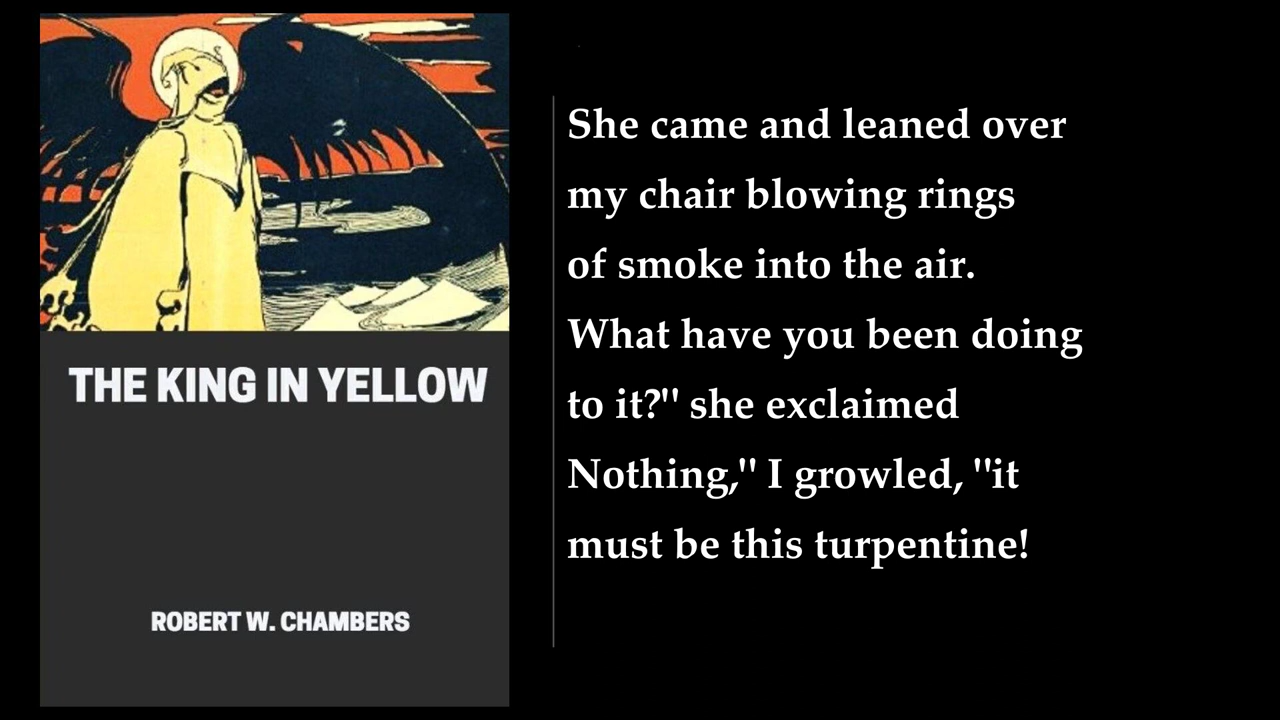 THE KING IN YELLOW
ROBERT W. CHAMBERS
She came and leaned over
my chair blowing rings
of smoke into the air.
What have you been doing
to it?" she exclaimed
Nothing," I growled, "it
must be this turpentine!